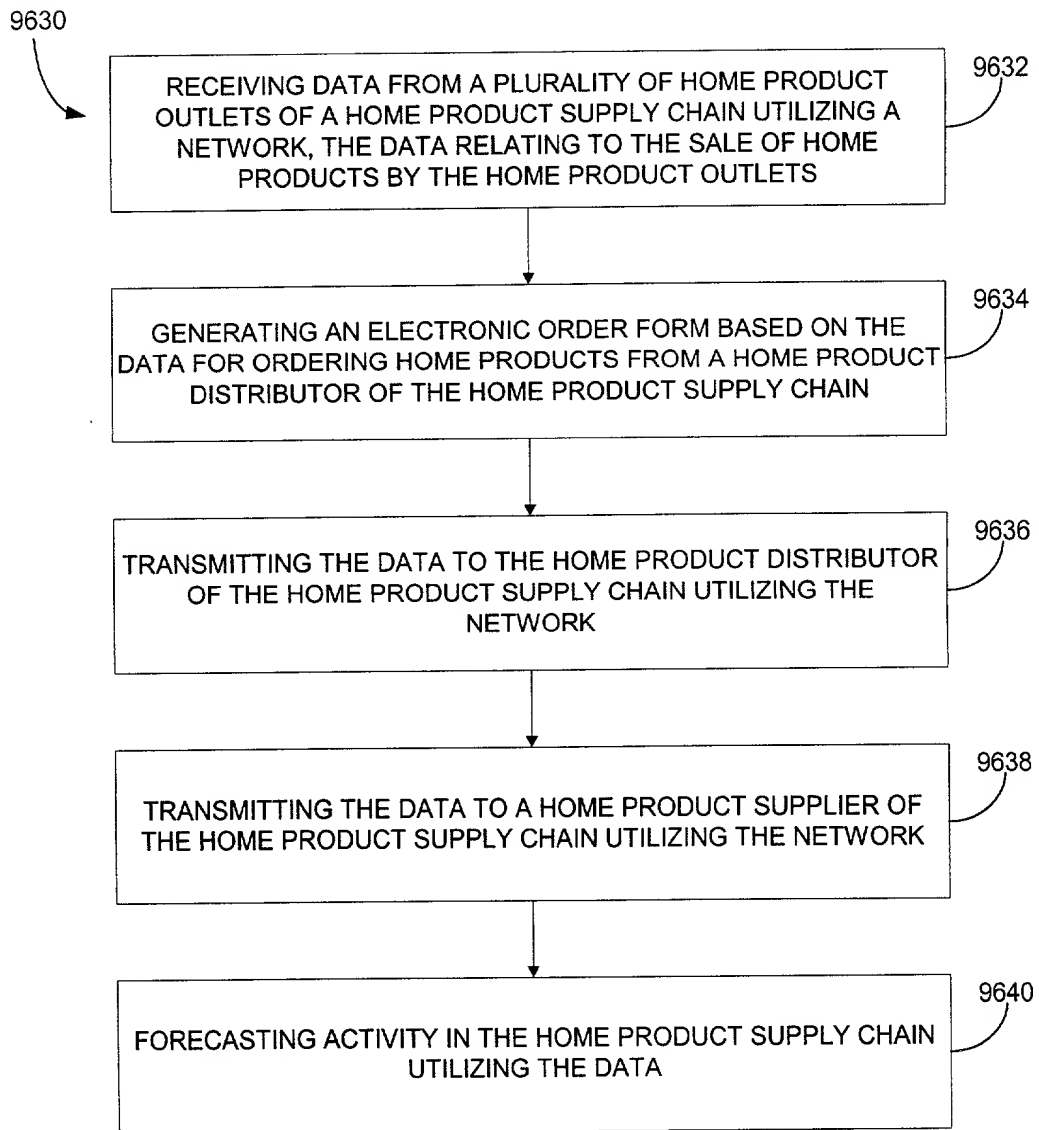 9630
RECEIVING DATA FROM A PLURALITY OF HOME PRODUCT
OUTLETS OF A HOME PRODUCT SUPPLY CHAIN UTILIZING A
NETWORK, THE DATA RELATING TO THE SALE OF HOME
PRODUCTS BY THE HOME PRODUCT OUTLETS
9632
GENERATING AN ELECTRONIC ORDER FORM BASED ON THE
DATA FOR ORDERING HOME PRODUCTS FROM A HOME PRODUCT
DISTRIBUTOR OF THE HOME PRODUCT SUPPLY CHAIN
9634
TRANSMITTING THE DATA TO THE HOME PRODUCT DISTRIBUTOR
OF THE HOME PRODUCT SUPPLY CHAIN UTILIZING THE
NETWORK
9636
TRANSMITTING THE DATA TO A HOME PRODUCT SUPPLIER OF
THE HOME PRODUCT SUPPLY CHAIN UTILIZING THE NETWORK
9638
FORECASTING ACTIVITY IN THE HOME PRODUCT SUPPLY CHAIN
UTILIZING THE DATA
9640